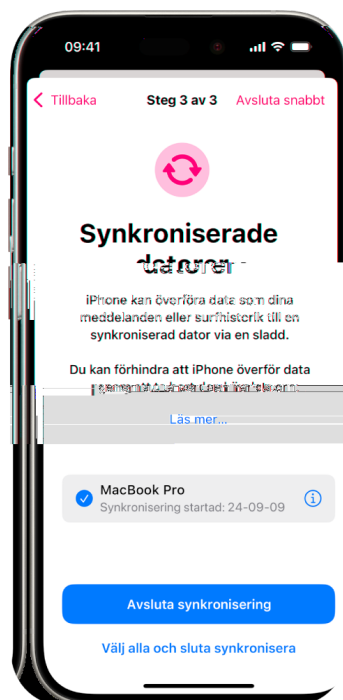 09:41
Tillbaka
Steg 3 av 3
Avsluta snabbt
Synkroniserade
datorer
iPhone kan överföra data som dina
meddelanden eller surfhistorik till en
synkroniserad dator via en sladd.
Du kan förhindra att iPhone överför data
Läs mer...
MacBook Pro
Synkronisering startad: 24-09-09
Avsluta synkronisering
Välj alla och sluta synkronisera